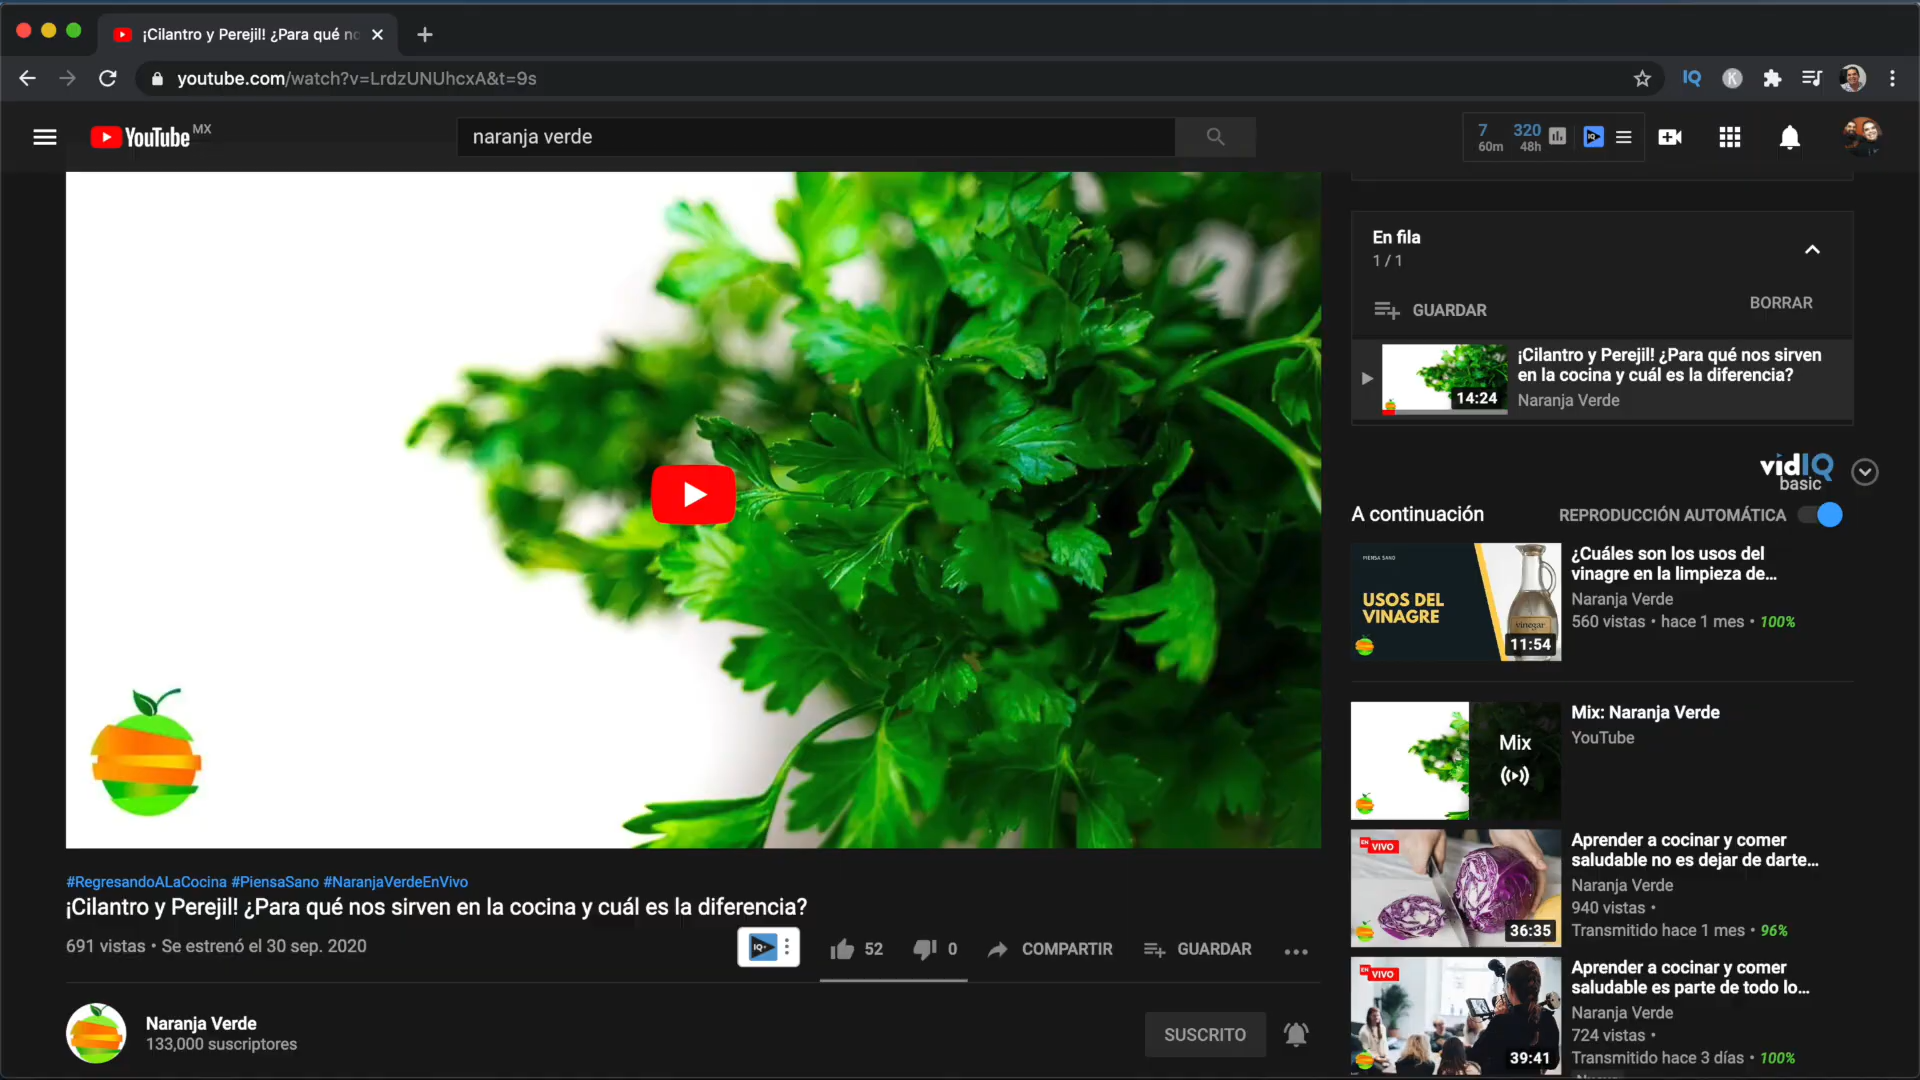 ¡Cilantro y Perejil! ¿Para qué no
youtube.com/watch?v=LrdzUNUhcxA&t=9s
IQ
K
YouTube MX
naranja verde
7 320
60m 48h
En fila
1 / 1
GUARDAR
BORRAR
¡Cilantro y Perejil! ¿Para qué nos sirven
en la cocina y cuál es la diferencia?
14:24
Naranja Verde
vidIQ
basic
A continuación
REPRODUCCIÓN AUTOMÁTICA
PIENSA SANO
USOS DEL
VINAGRE
vinegar
11:54
¿Cuáles son los usos del
vinagre en la limpieza de...
Naranja Verde
560 vistas • hace 1 mes • 100%
Mix
Mix: Naranja Verde
YouTube
EN VIVO
36:35
Aprender a cocinar y comer
saludable no es dejar de darte...
Naranja Verde
940 vistas •
Transmitido hace 1 mes • 96%
EN VIVO
39:41
Aprender a cocinar y comer
saludable es parte de todo lo...
Naranja Verde
724 vistas •
Transmitido hace 3 días • 100%
#RegresandoALaCocina #PiensaSano #NaranjaVerdeEnVivo
¡Cilantro y Perejil! ¿Para qué nos sirven en la cocina y cuál es la diferencia?
691 vistas • Se estrenó el 30 sep. 2020
IQ
52
0
COMPARTIR
GUARDAR
Naranja Verde
133,000 suscriptores
SUSCRITO